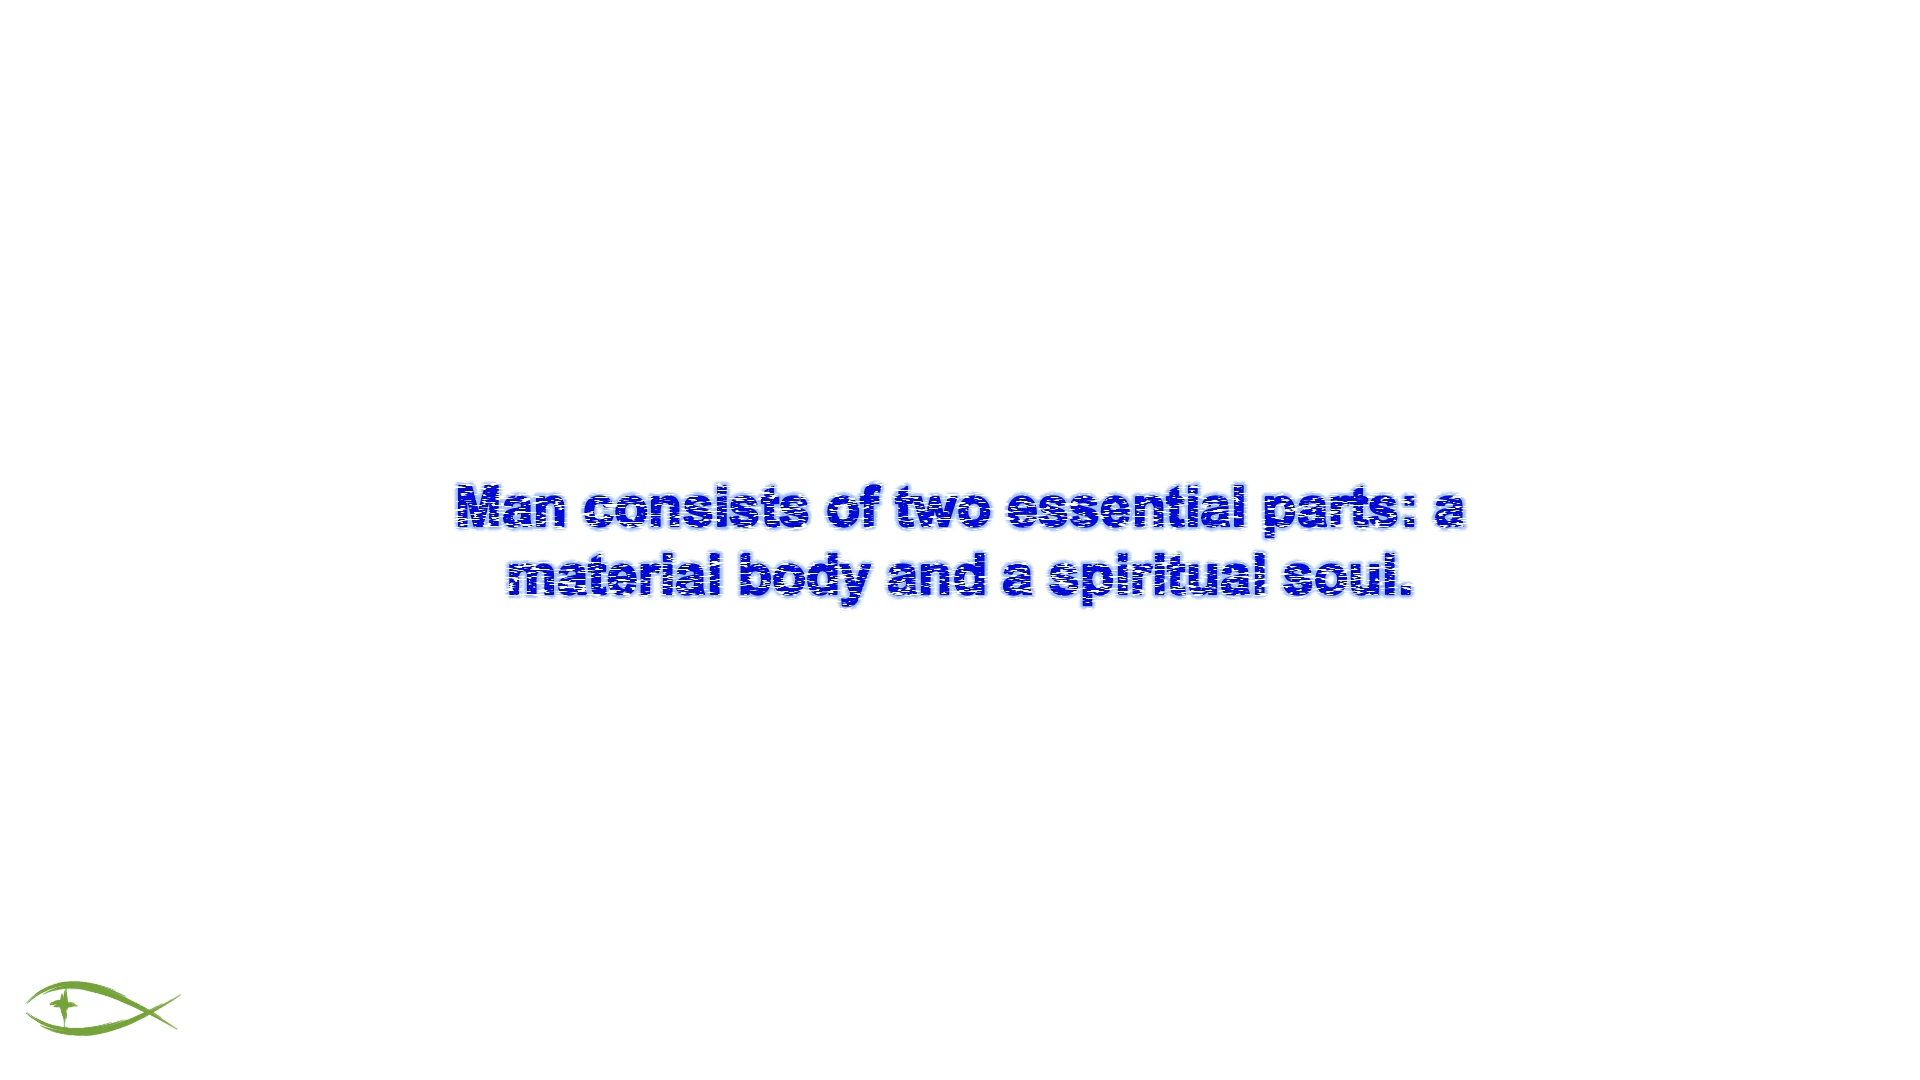 Man consists of two essential parts: a
material body and a spiritual soul.